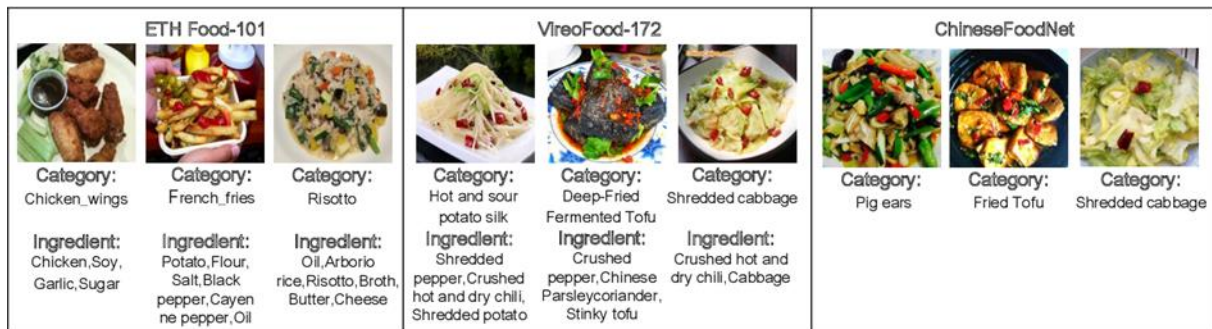 ETH Food-101
Category:
Chicken_wings
Ingredient:
Chicken,Soy,
Garlic,Sugar
Category:
French_fries
Ingredient:
Potato,Flour,
Salt,Black
pepper,Cayen
ne pepper,Oil
Category:
Risotto
Ingredient:
Oil,Arborio
rice,Risotto,Broth,
Butter,Cheese
VireoFood-172
Category:
Hot and sour
potato silk
Ingredient:
Shredded
pepper,Crushed
hot and dry chili,
Shredded potato
Category:
Deep-Fried
Fermented Tofu
Ingredient:
Crushed
pepper,Chinese
Parsleycoriander,
Stinky tofu
Category:
Shredded cabbage
Ingredient:
Crushed hot and
dry chili,Cabbage
ChineseFoodNet
Category:
Pig ears
Category:
Fried Tofu
Category:
Shredded cabbage